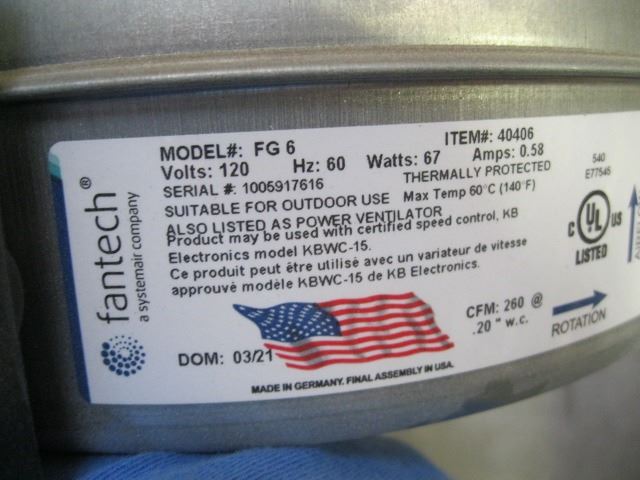 MODEL#: FG 6
ITEM#: 40406
Volts: 120 Hz: 60 Watts: 67 Amps: 0.58
SERIAL #: 1005917616
THERMALLY PROTECTED
SUITABLE FOR OUTDOOR USE Max Temp 60°C (140°F)
ALSO LISTED AS POWER VENTILATOR
Product may be used with certified speed control, KB
Electronics model KBWC-15.
Ce produit peut être utilisé avec un variateur de vitesse
approuvé modèle KBWC-15 de KB Electronics.
540
E77545
C UL US
®
LISTED
fantech®
a systemair company
DOM: 03/21
CFM: 260 @
.20 " w.c.
ROTATION
MADE IN GERMANY. FINAL ASSEMBLY IN USA.